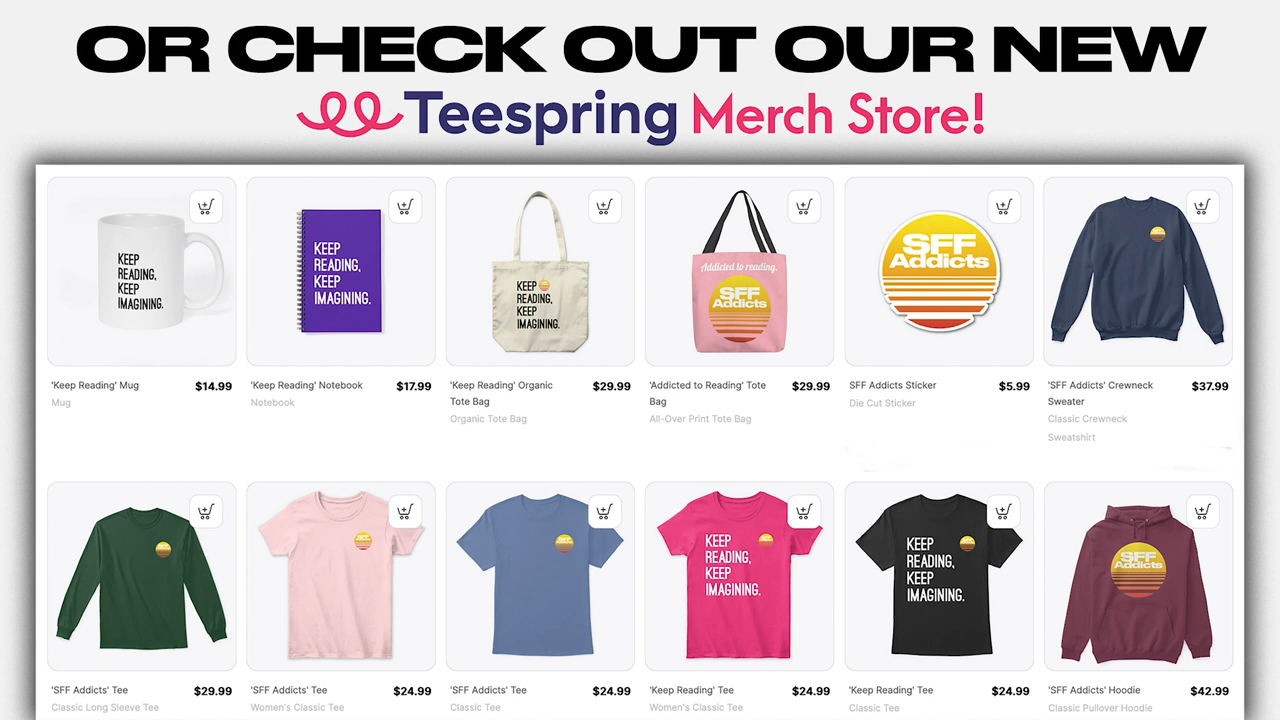 OR CHECK OUT OUR NEW
Teespring Merch Store!
KEEP
READING,
KEEP
IMAGINING.
KEEP
READING,
KEEP
IMAGINING.
KEEP
READING,
KEEP
IMAGINING.
Addicted to reading.
SFF
Addicts
SFF
Addicts
'Keep Reading' Mug $14.99
Mug
'Keep Reading' Notebook $17.99
Notebook
'Keep Reading' Organic $29.99
Tote Bag
Organic Tote Bag
'Addicted to Reading' Tote $29.99
Bag
All-Over Print Tote Bag
SFF Addicts Sticker $5.99
Die Cut Sticker
'SFF Addicts' Crewneck $37.99
Sweater
Classic Crewneck
Sweatshirt
KEEP
READING,
KEEP
IMAGINING.
KEEP
READING,
KEEP
IMAGINING.
SFF
Addicts
'SFF Addicts' Tee $29.99
Classic Long Sleeve Tee
'SFF Addicts' Tee $24.99
Women's Classic Tee
'SFF Addicts' Tee $24.99
Classic Tee
'Keep Reading' Tee $24.99
Women's Classic Tee
'Keep Reading' Tee $24.99
Classic Tee
'SFF Addicts' Hoodie $42.99
Classic Pullover Hoodie